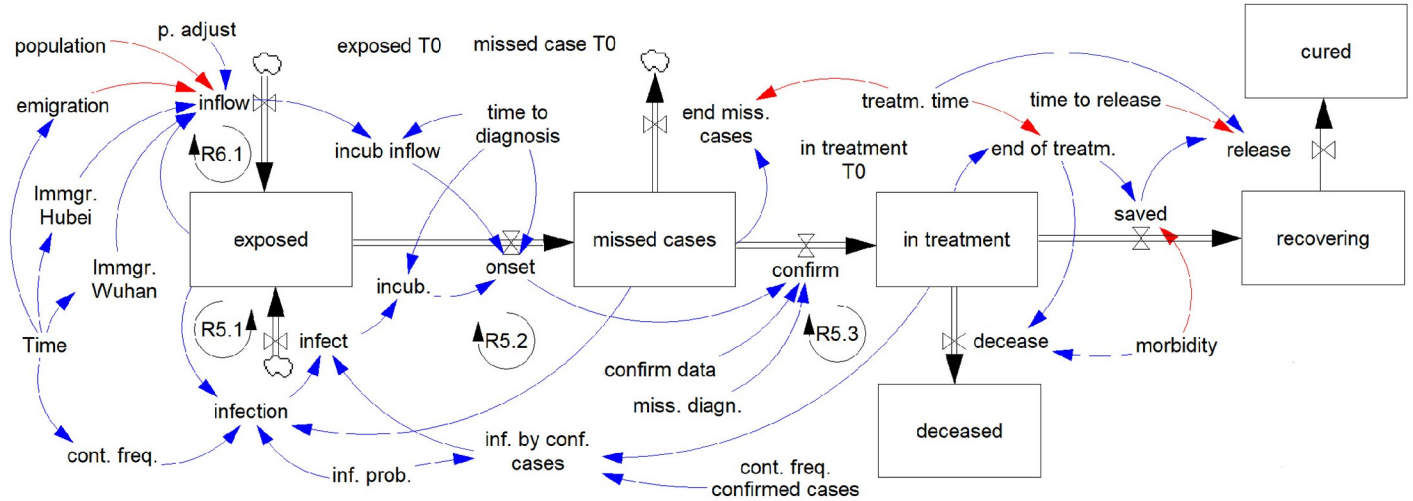 p. adjust
population
exposed T0
missed case T0
cured
emigration
inflow
treatm. time
time to release
time to
diagnosis
end miss.
cases
R6.1
incub inflow
in treatment
T0
end of treatm.
release
Immgr.
Hubei
saved
exposed
missed cases
in treatment
recovering
Immgr.
Wuhan
onset
confirm
incub.
R5.1
infect
R5.2
R5.3
Time
decease
morbidity
confirm data
miss. diagn.
infection
deceased
cont. freq.
inf. prob.
inf. by conf.
cases
cont. freq.
confirmed cases